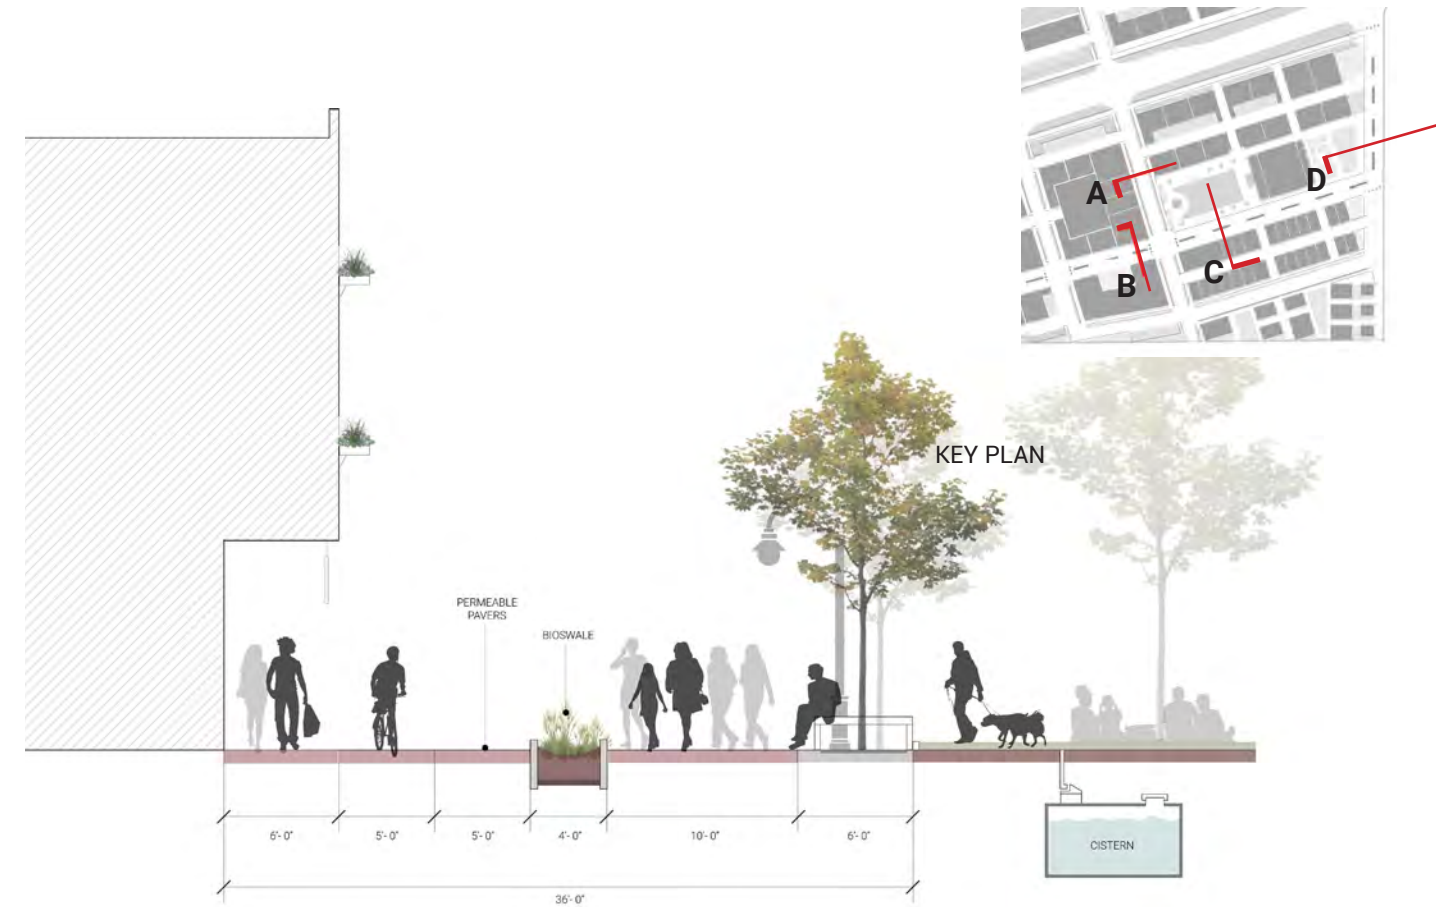 A
D
B
C
KEY PLAN
PERMEABLE
PAVERS
BIOSWALE
6'- 0"
5'- 0"
5'- 0"
4'- 0"
10'- 0"
6'- 0"
CISTERN
36'- 0"